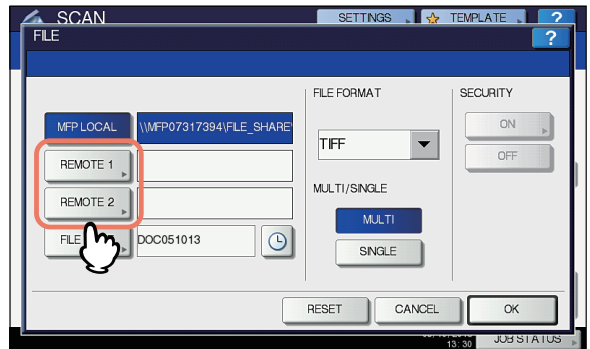 SCAN
SETTINGS
TEMPLATE
?
FILE
?
MFP LOCAL
\\MFP07317394\FILE_SHARE\
REMOTE 1
REMOTE 2
FILE
DOC051013
FILE FORMAT
TIFF
MULTI/SINGLE
MULTI
SINGLE
SECURITY
ON
OFF
RESET
CANCEL
OK
13:30
JOB STATUS